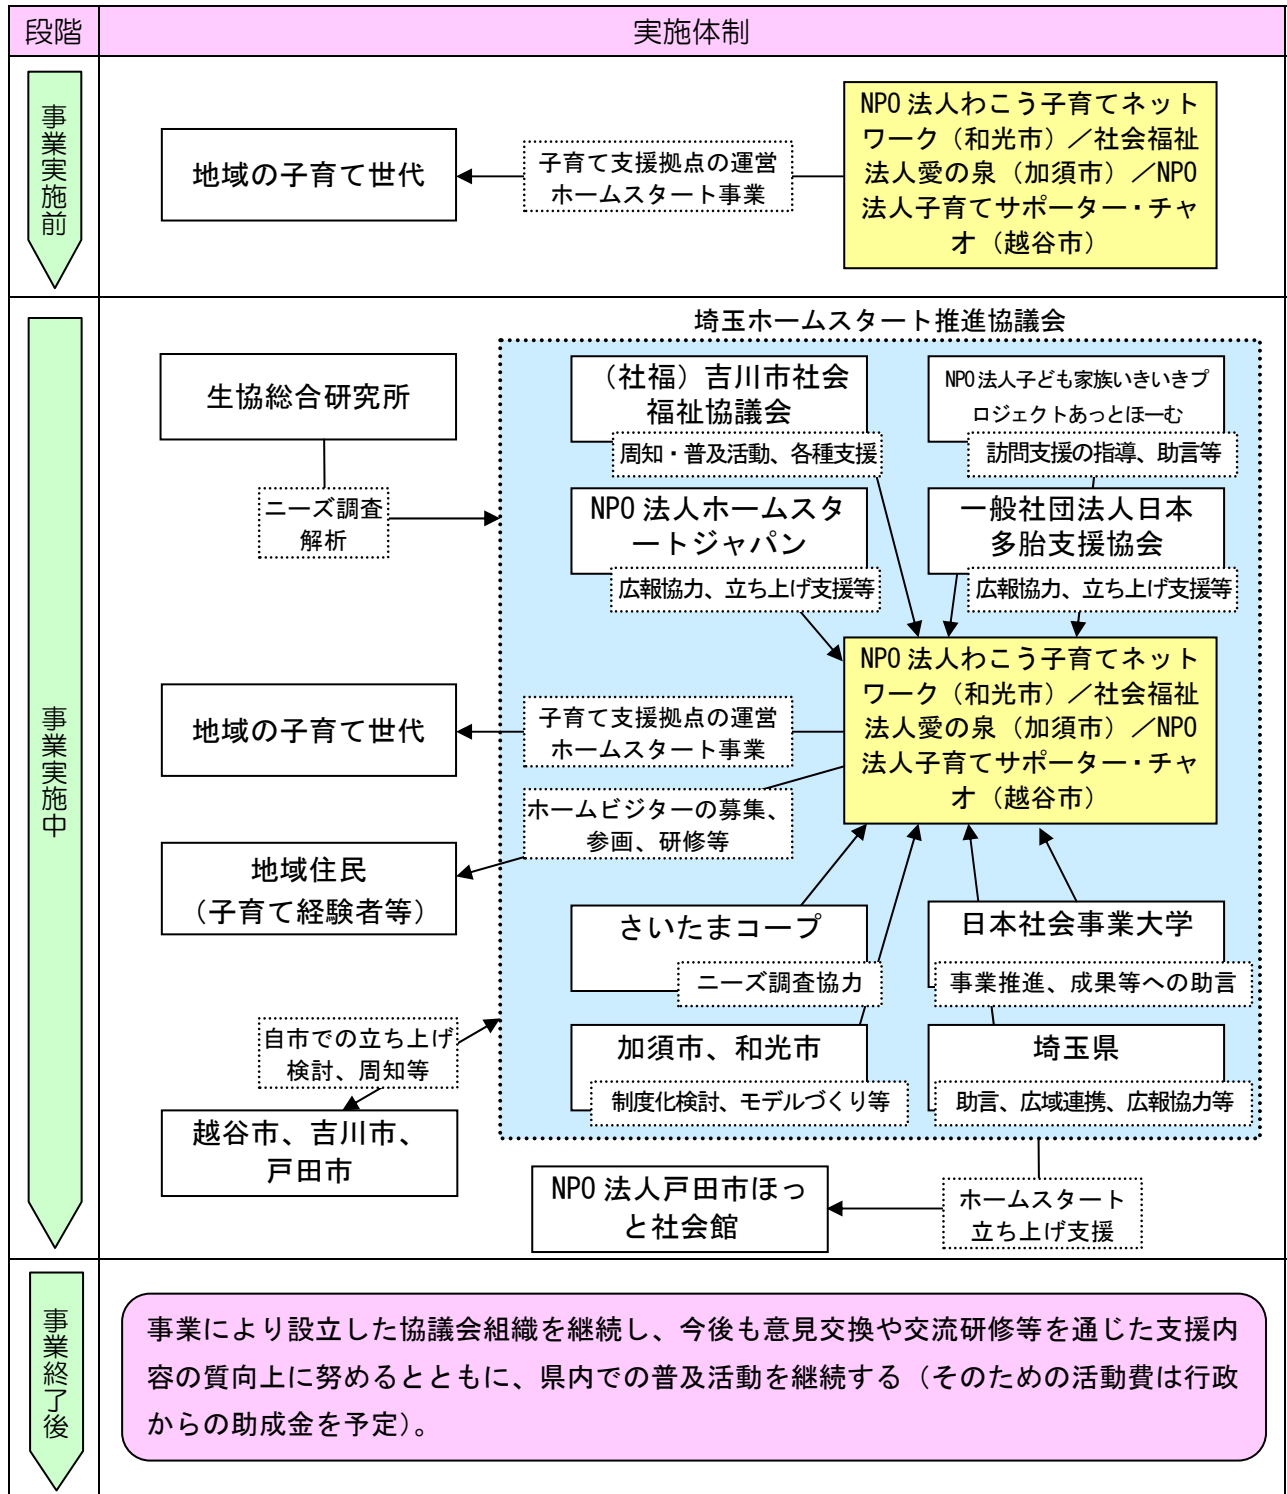 段階
実施体制
事業実施前
地域の子育て世代
子育て支援拠点の運営
ホームスタート事業
NPO 法人わこう子育てネット
ワーク（和光市）／社会福祉
法人愛の泉（加須市）／NPO
法人子育てサポーター・チャ
オ（越谷市）
事業実施中
埼玉ホームスタート推進協議会
生協総合研究所
ニーズ調査
解析
（社福）吉川市社会
福祉協議会
周知・普及活動、各種支援
NPO 法人子ども家族いきいきプ
ロジェクトあっとほーむ
訪問支援の指導、助言等
NPO 法人ホームスタ
ートジャパン
広報協力、立ち上げ支援等
一般社団法人日本
多胎支援協会
広報協力、立ち上げ支援等
地域の子育て世代
子育て支援拠点の運営
ホームスタート事業
NPO 法人わこう子育てネット
ワーク（和光市）／社会福祉
法人愛の泉（加須市）／NPO
法人子育てサポーター・チャ
オ（越谷市）
ホームビジターの募集、
参画、研修等
地域住民
（子育て経験者等）
さいたまコープ
ニーズ調査協力
日本社会事業大学
事業推進、成果等への助言
自市での立ち上げ
検討、周知等
加須市、和光市
制度化検討、モデルづくり等
埼玉県
助言、広域連携、広報協力等
越谷市、吉川市、
戸田市
NPO 法人戸田市ほっ
と社会館
ホームスタート
立ち上げ支援
事業終了後
事業により設立した協議会組織を継続し、今後も意見交換や交流研修等を通じた支援内
容の質向上に努めるとともに、県内での普及活動を継続する（そのための活動費は行政
からの助成金を予定）。